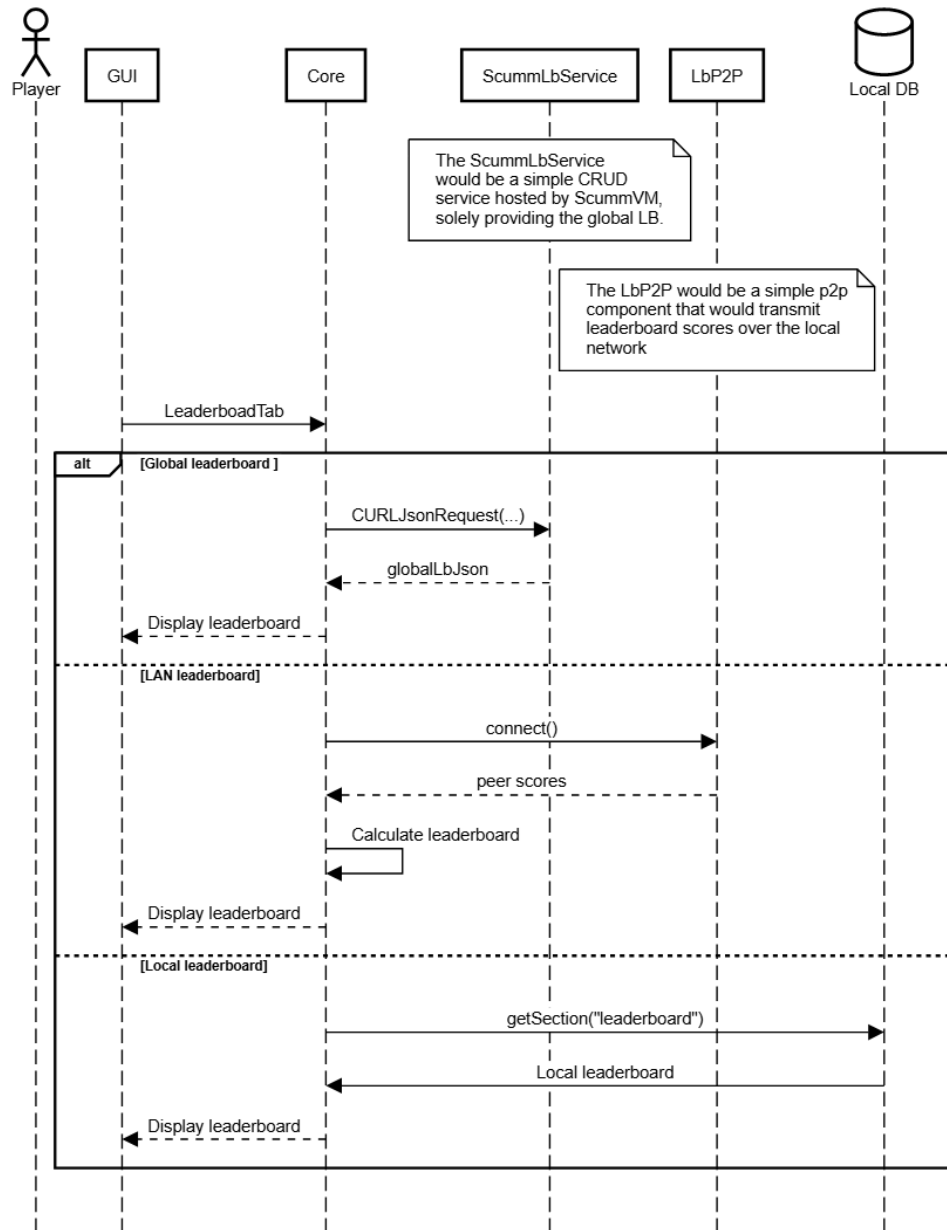 Player
GUI
Core
ScummLbService
LbP2P
Local DB
The ScummLbService
would be a simple CRUD
service hosted by ScummVM,
solely providing the global LB.
The LbP2P would be a simple p2p
component that would transmit
leaderboard scores over the local
network
LeaderboadTab
alt
[Global leaderboard ]
CURLJsonRequest(...)
globalLbJson
Display leaderboard
[LAN leaderboard]
connect()
peer scores
Calculate leaderboard
Display leaderboard
[Local leaderboard]
getSection("leaderboard")
Local leaderboard
Display leaderboard